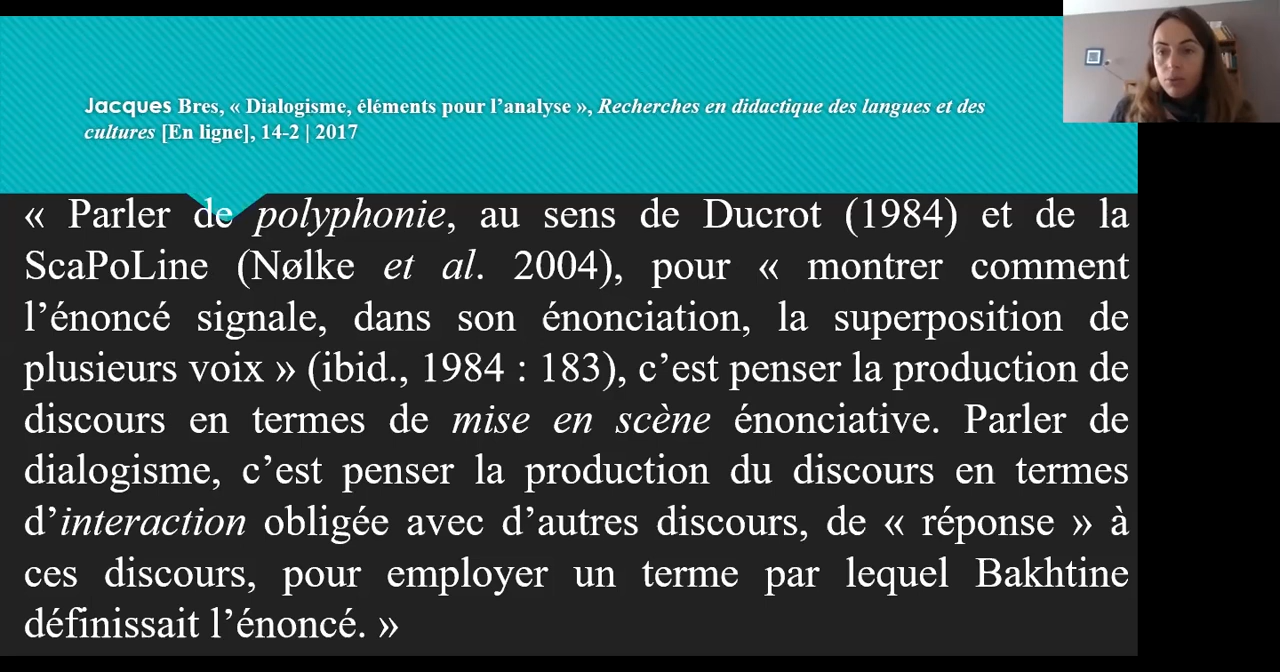 Jacques Bres, « Dialogisme, éléments pour l’analyse », Recherches en didactique des langues et des
cultures [En ligne], 14-2 | 2017
« Parler de polyphonie, au sens de Ducrot (1984) et de la
ScaPoLine (Nølke et al. 2004), pour « montrer comment
l’énoncé signale, dans son énonciation, la superposition de
plusieurs voix » (ibid., 1984 : 183), c’est penser la production de
discours en termes de mise en scène énonciative. Parler de
dialogisme, c’est penser la production du discours en termes
d’interaction obligée avec d’autres discours, de « réponse » à
ces discours, pour employer un terme par lequel Bakhtine
définissait l’énoncé. »